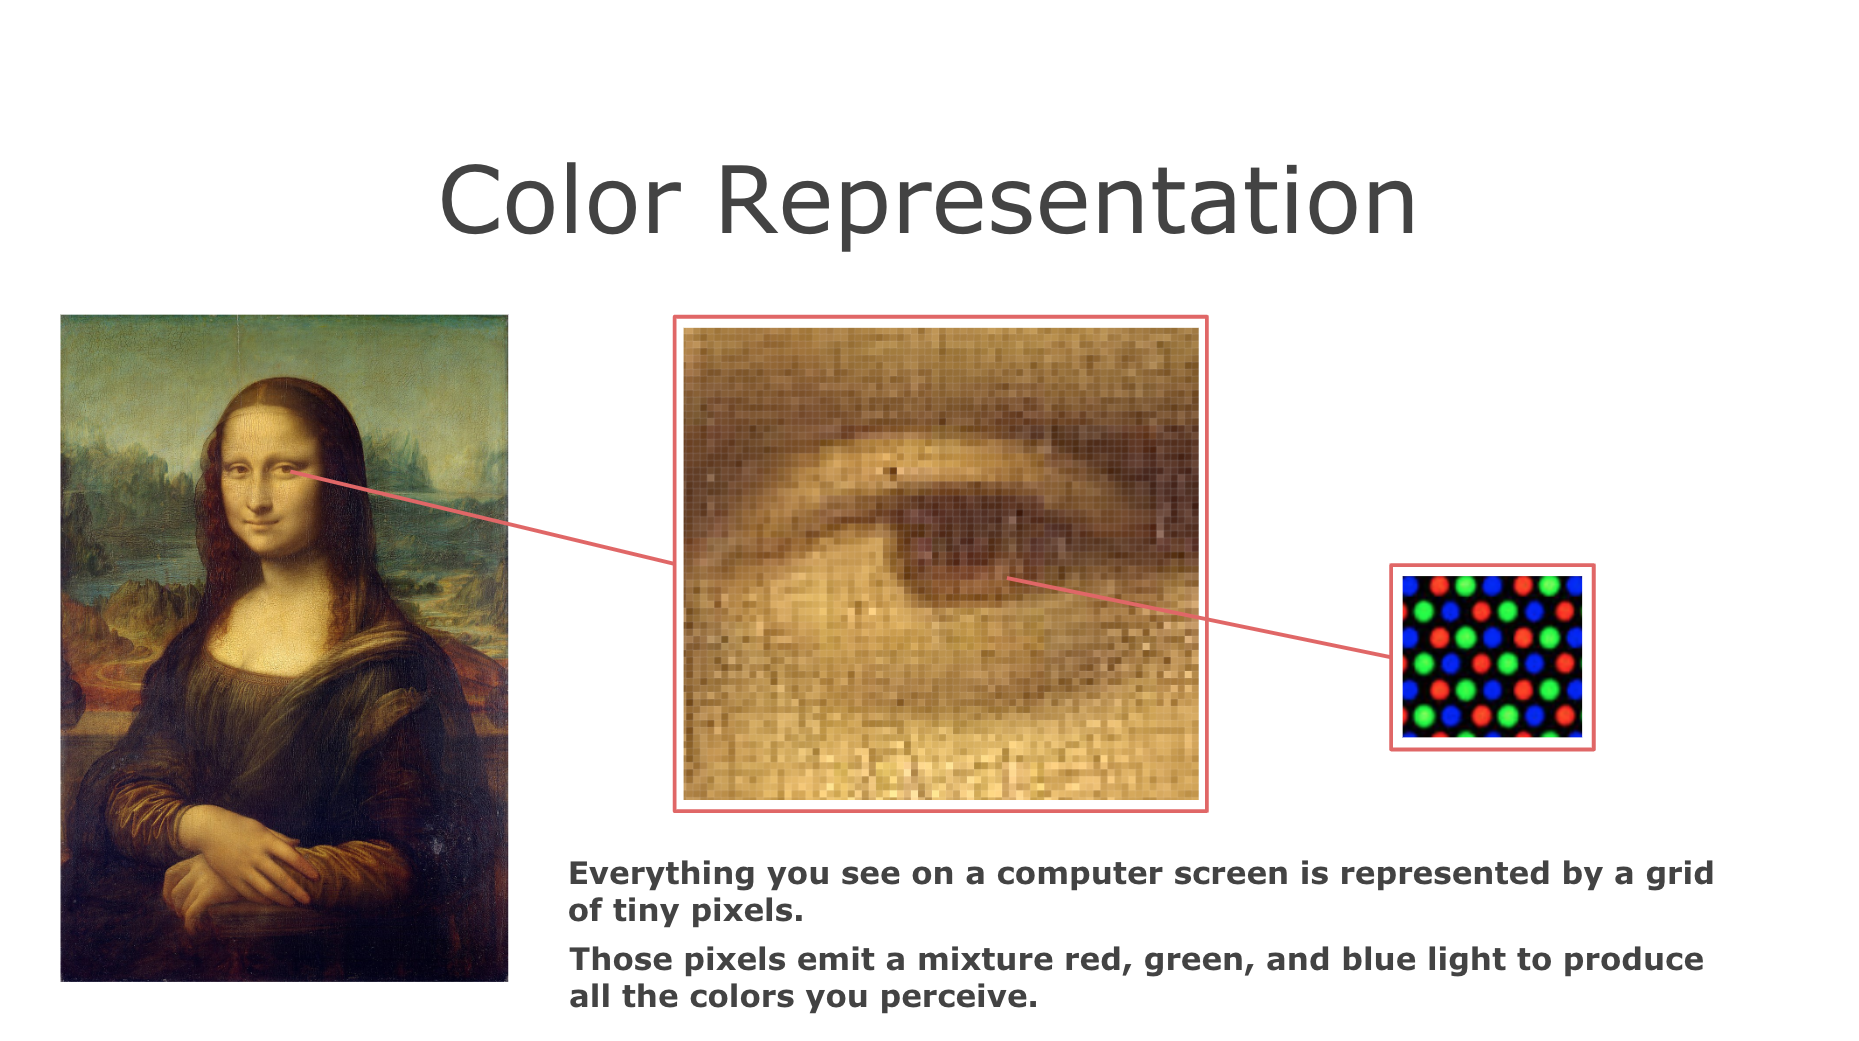 Color Representation
Everything you see on a computer screen is represented by a grid
of tiny pixels.
Those pixels emit a mixture red, green, and blue light to produce
all the colors you perceive.